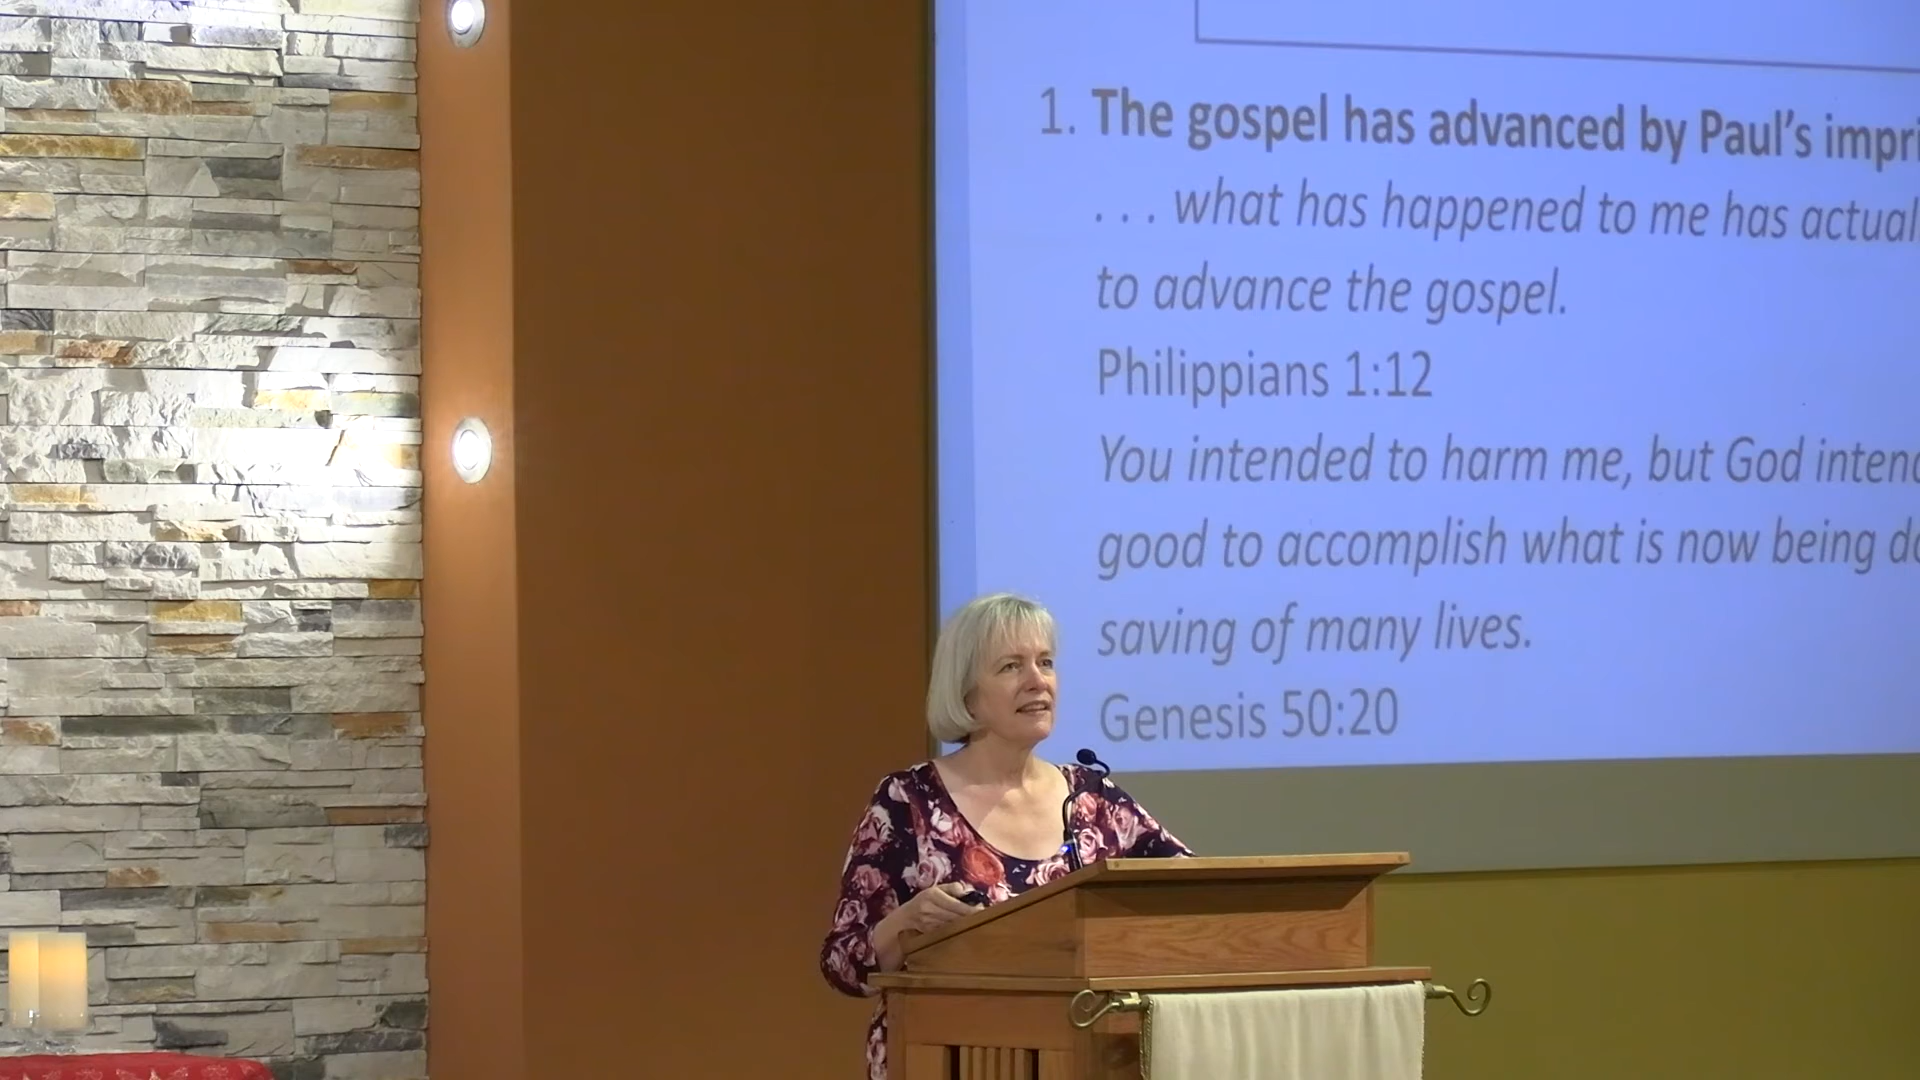 1. The gospel has advanced by Paul's
. . . what has happened to me has
to advance the gospel.
Philippians 1:12
You intended to harm me, but God
good to accomplish what is now being
saving of many lives.
Genesis 50:20